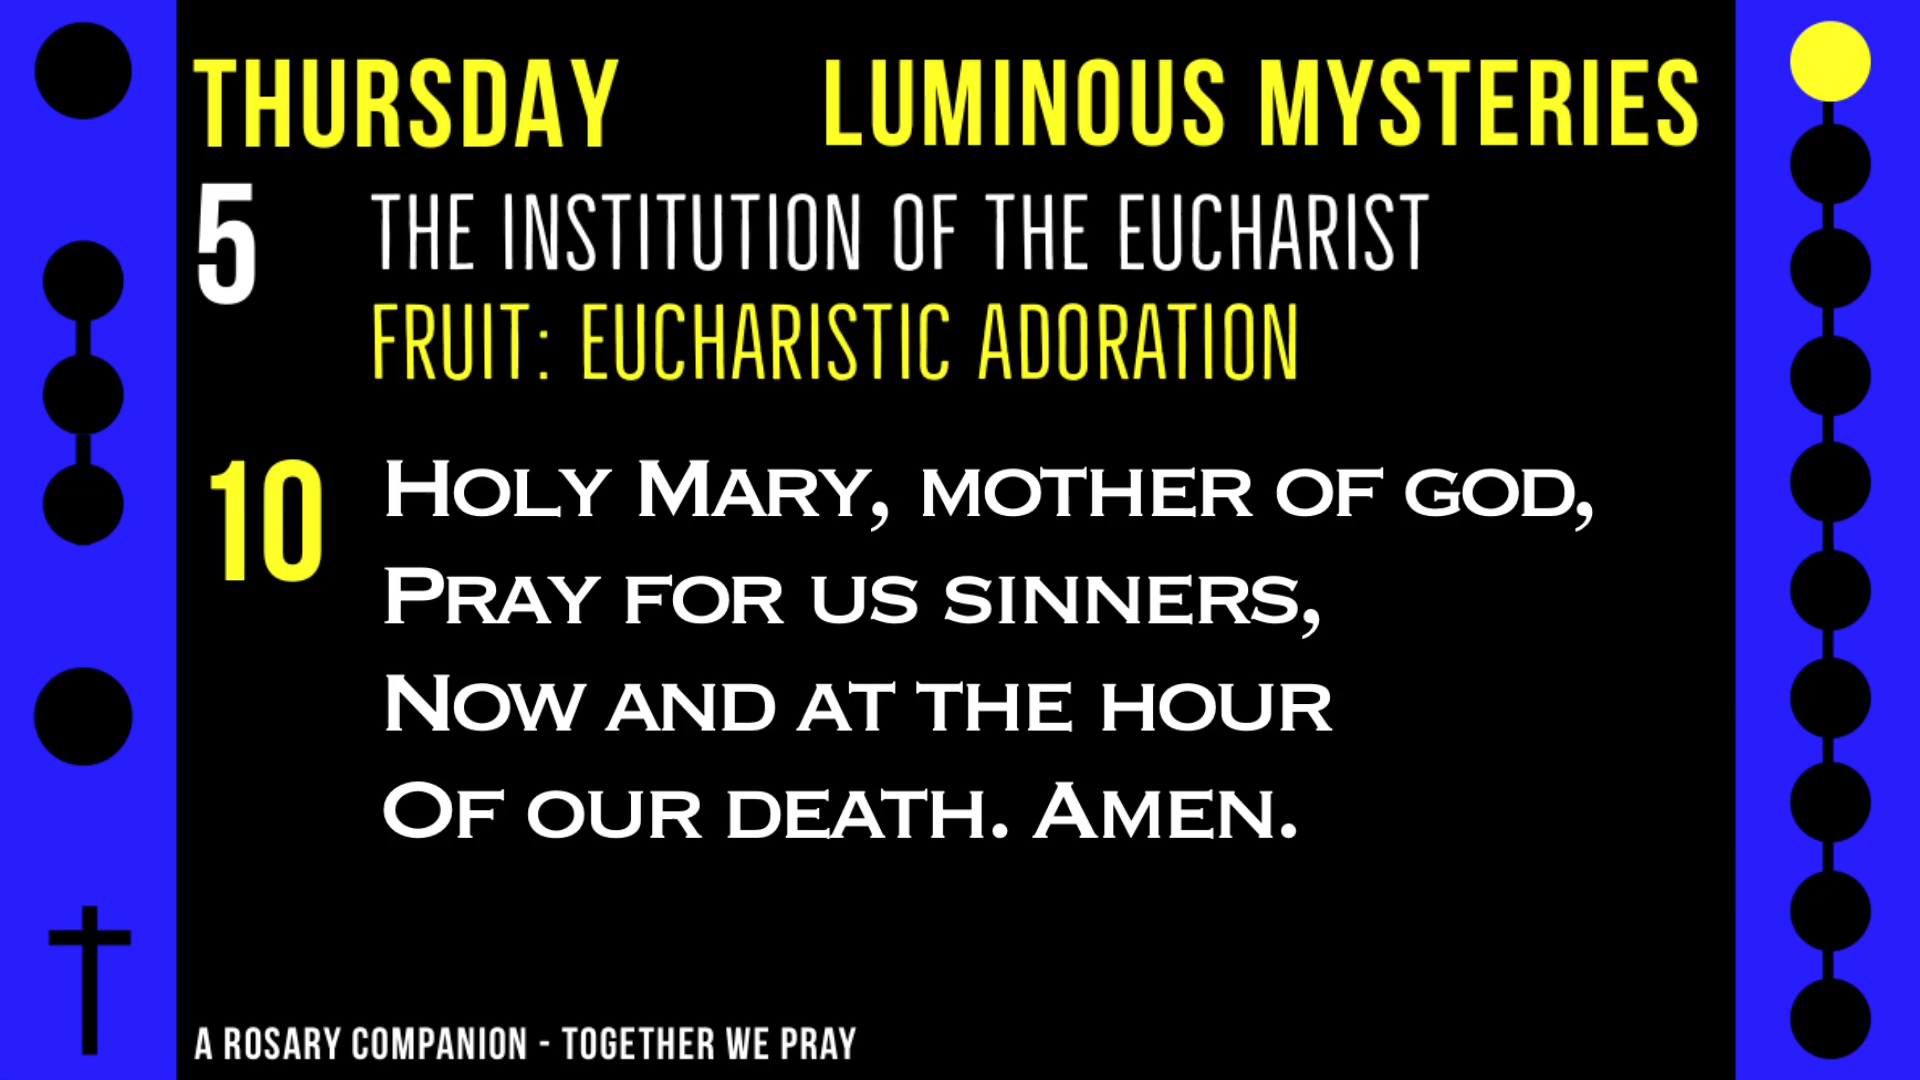 THURSDAY LUMINOUS MYSTERIES
5 THE INSTITUTION OF THE EUCHARIST
FRUIT: EUCHARISTIC ADORATION
10 Holy Mary, mother of god,
Pray for us sinners,
Now and at the hour
Of our death. Amen.
A ROSARY COMPANION - TOGETHER WE PRAY